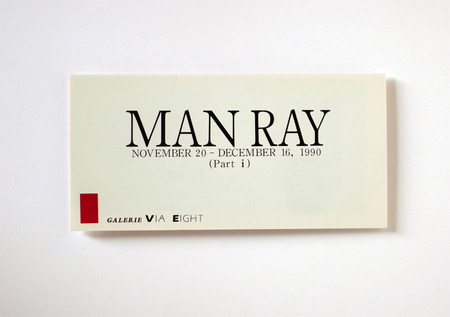 MAN RAY
NOVEMBER 20 - DECEMBER 16, 1990
(Part i)
GALERIE VIA EIGHT